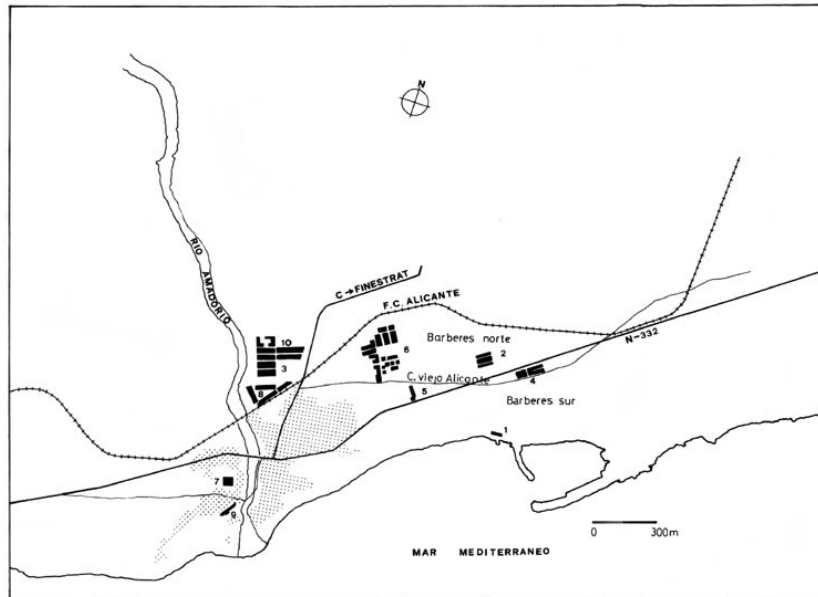 N
RIO AMADORIO
C→FINESTRAT
F.C. ALICANTE
N-332
10
3
8
6
Barberes norte
2
C. viejo Alicante
4
5
Barberes sur
1
7
9
0 300m
MAR MEDITERRANEO